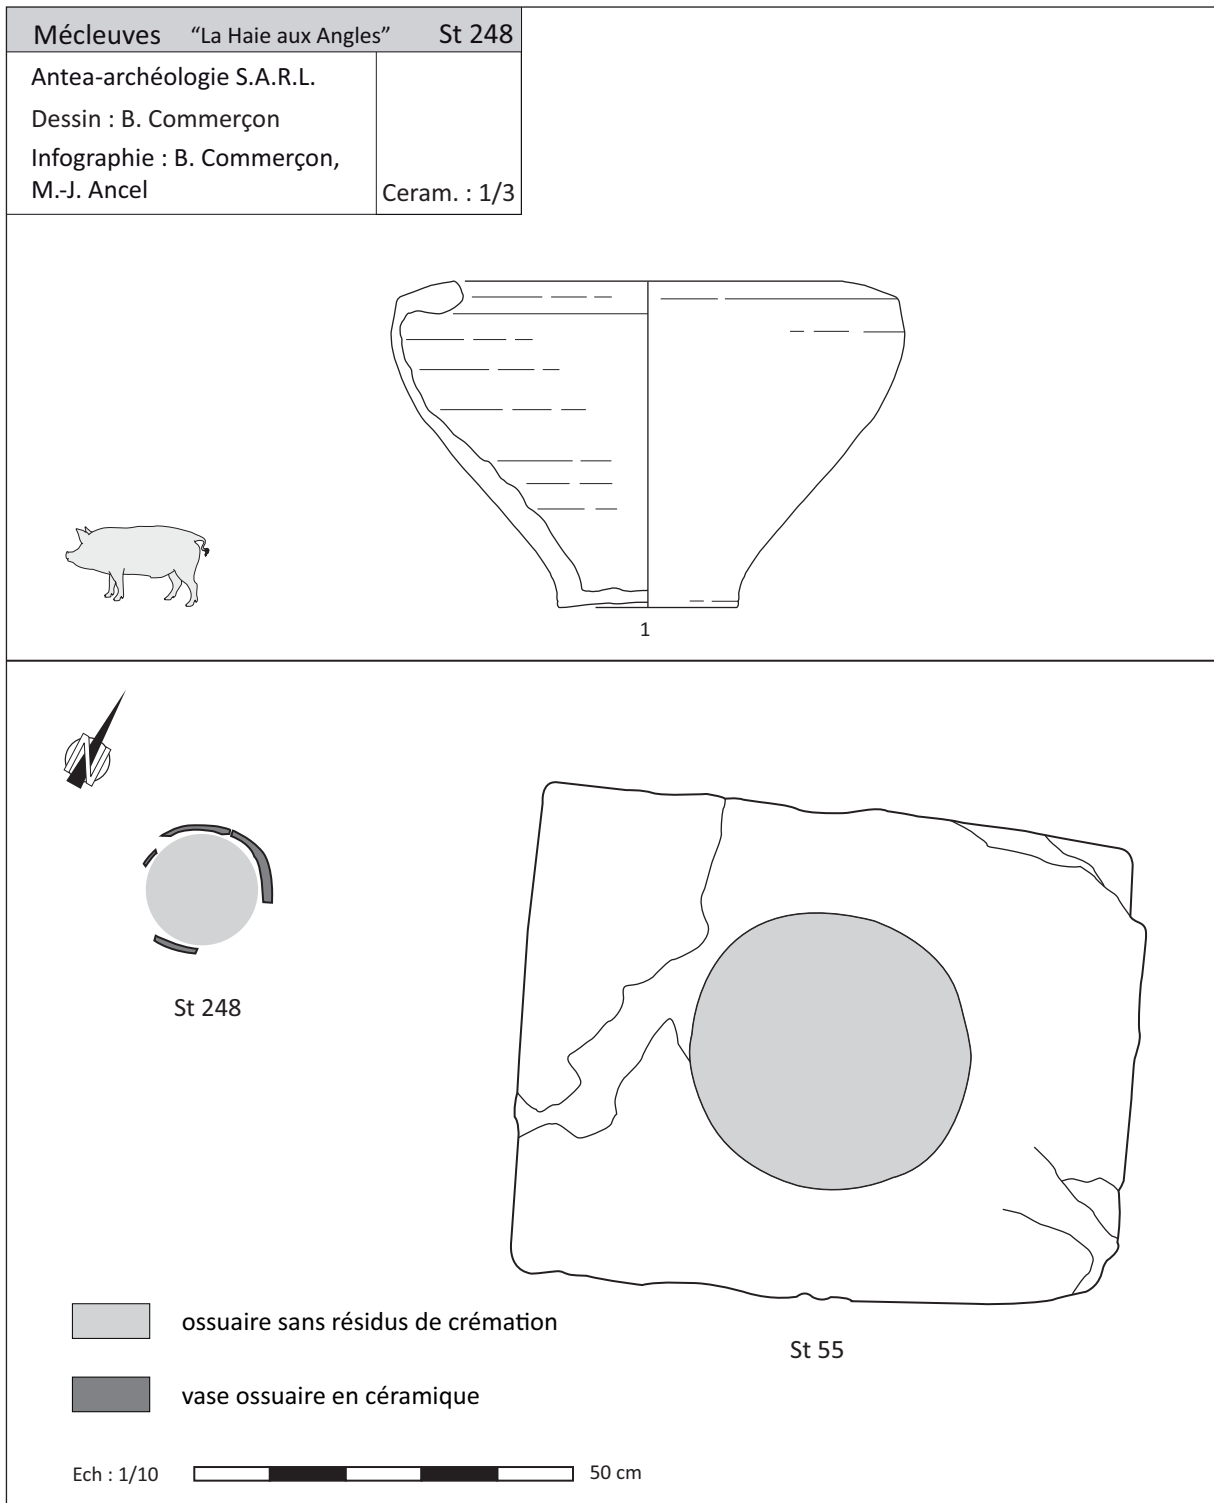 Mécleuves “La Haie aux Angles” St 248
Antea-archéologie S.A.R.L.
Dessin : B. Commerçon
Infographie : B. Commerçon,
M.-J. Ancel
Ceram. : 1/3
1
N
St 248
St 55
ossuaire sans résidus de crémation
vase ossuaire en céramique
Ech : 1/10 50 cm